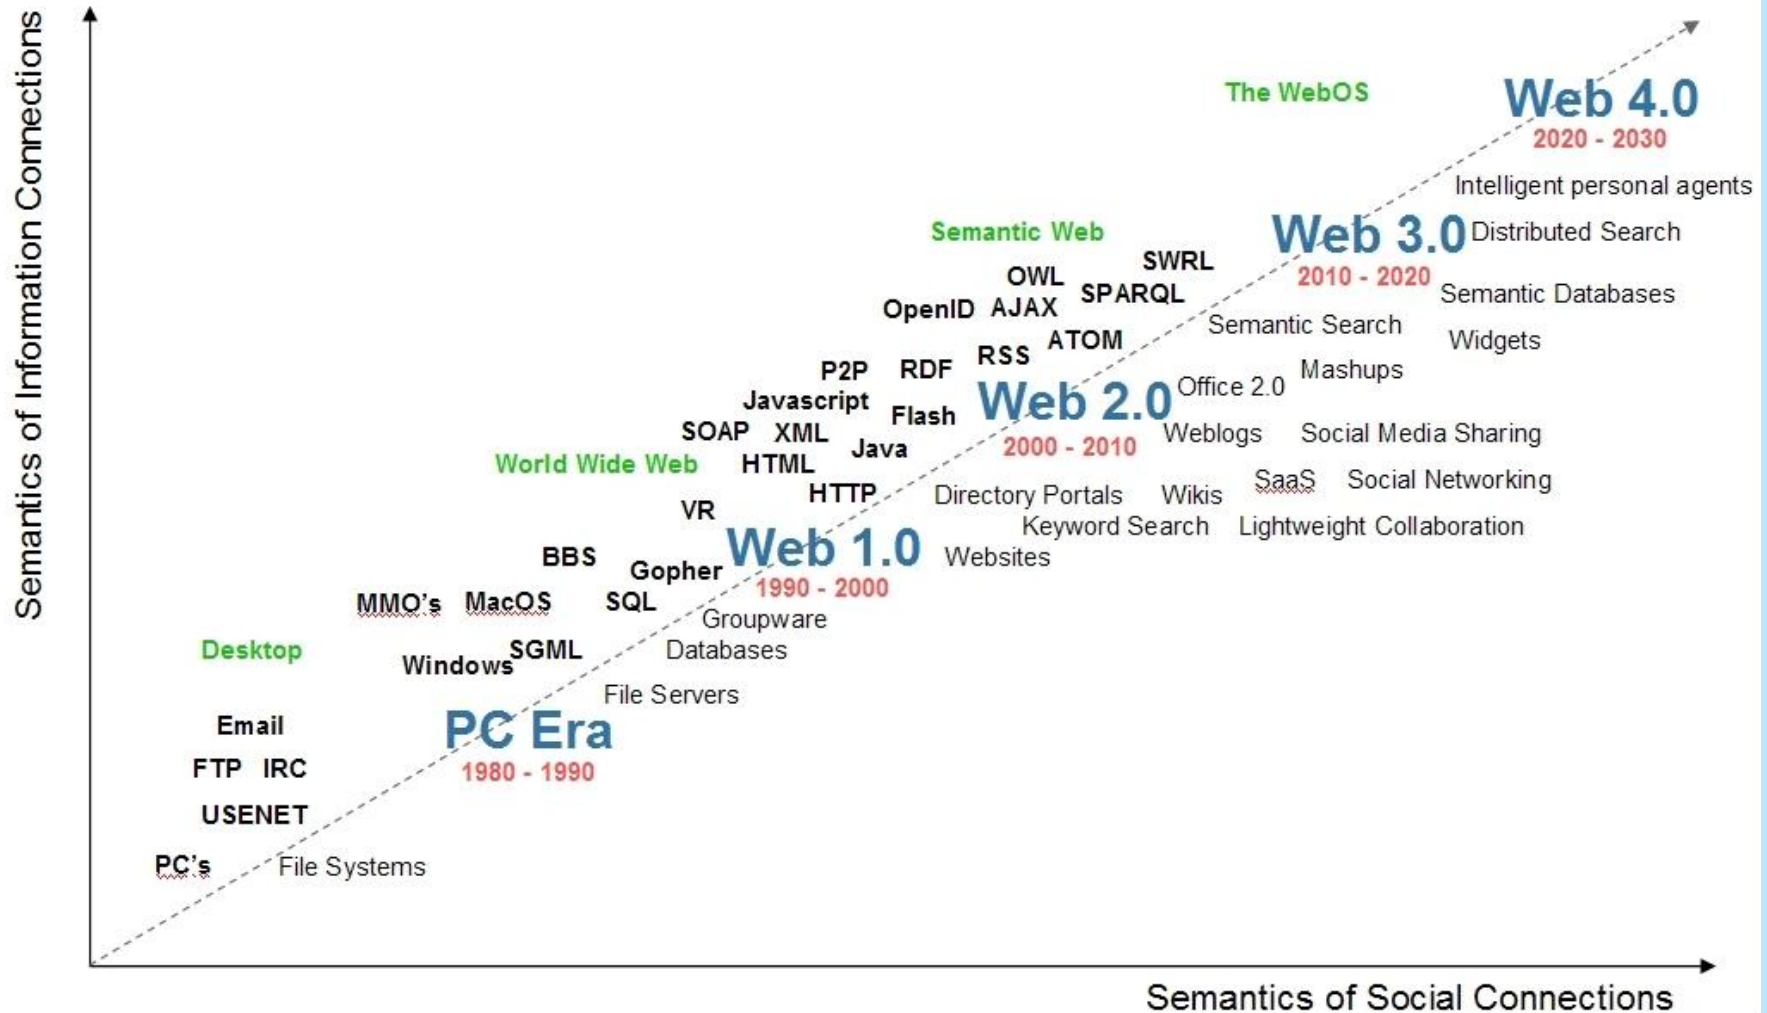 Semantics of Information Connections
The WebOS
Web 4.0
2020 - 2030
Intelligent personal agents
Semantic Web
Web 3.0
Distributed Search
SWRL
OWL
2010 - 2020
SPARQL
Semantic Databases
OpenID
AJAX
Semantic Search
ATOM
Widgets
RSS
P2P
RDF
Mashups
Office 2.0
Web 2.0
Javascript
Flash
SOAP
XML
Weblogs
Social Media Sharing
2000 - 2010
Java
World Wide Web
HTML
SaaS
Social Networking
HTTP
Directory Portals
Wikis
VR
Keyword Search
Lightweight Collaboration
Web 1.0
BBS
Websites
Gopher
1990 - 2000
MMO's
MacOS
SQL
Groupware
Desktop
SGML
Databases
Windows
File Servers
Email
PC Era
FTP
IRC
1980 - 1990
USENET
PC's
File Systems
Semantics of Social Connections